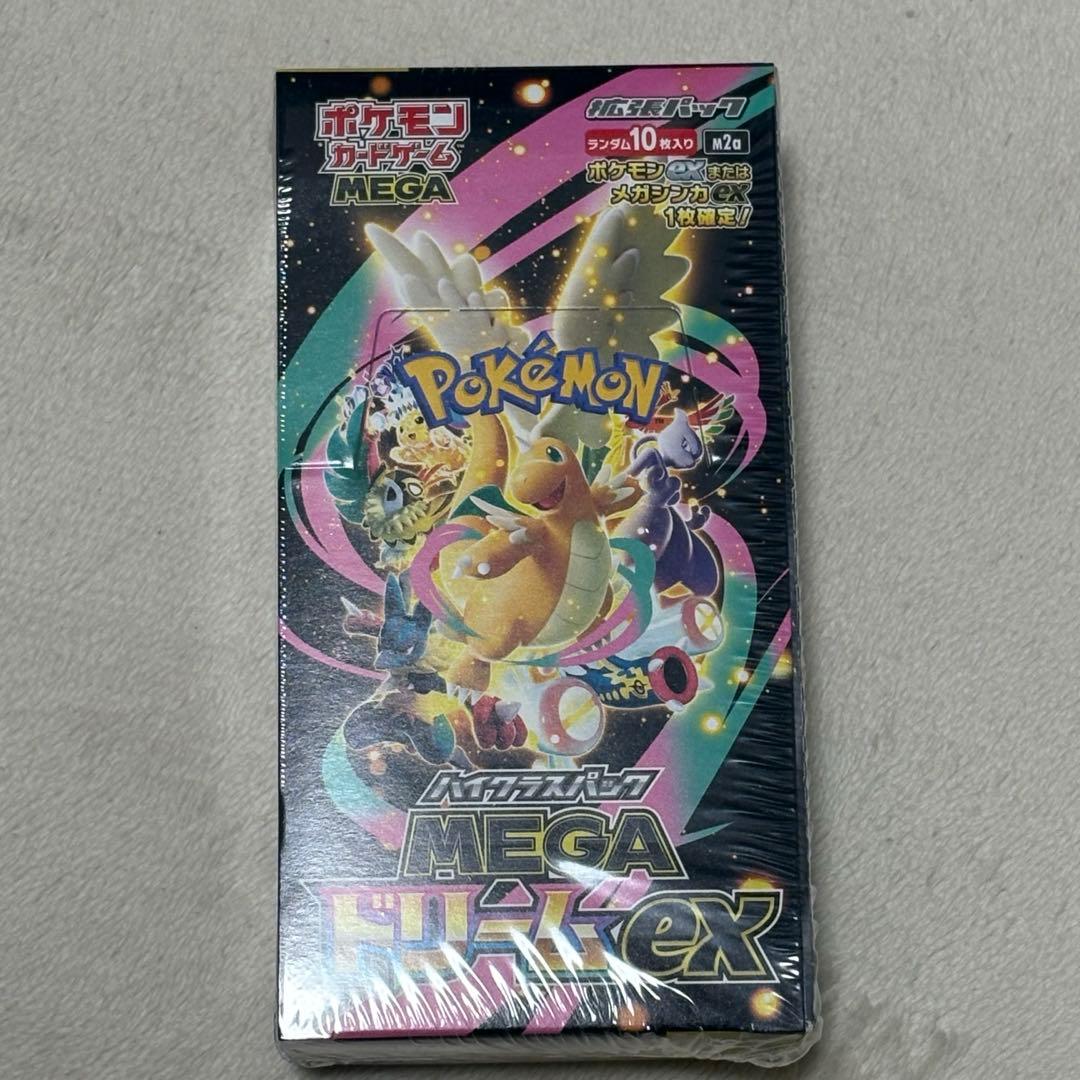 ポケモン
カードゲーム
MEGA
拡張パック
ランダム10枚入り M2a
ポケモンexまたは
メガシンカex
1枚確定!
POKéMON
TM
ハイクラスパック
MEGA
ドリームex